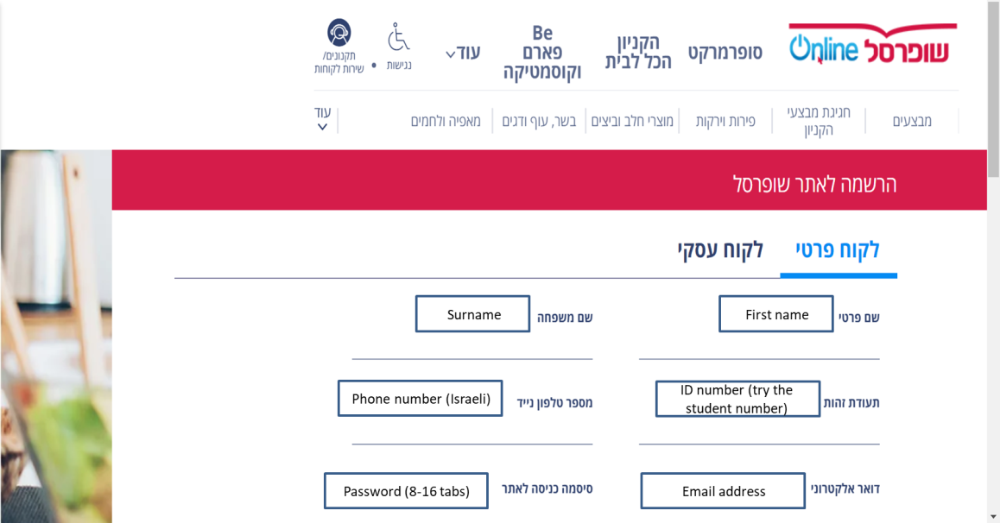 שופרסל Online
סופרמרקט
הקניון
הכל לבית
Be
פארם
וקוסמטיקה
עוד
נגישות
תקנונים/
שירות לקוחות
מבצעים
חגיגת מבצעי
הקניון
פירות וירקות
מוצרי חלב וביצים
בשר, עוף ודגים
מאפיה ולחמים
עוד
הרשמה לאתר שופרסל
לקוח פרטי
לקוח עסקי
שם פרטי
First name
שם משפחה
Surname
תעודת זהות
ID number (try the
student number)
מספר טלפון נייד
Phone number (Israeli)
דואר אלקטרוני
Email address
סיסמה כניסה לאתר
Password (8-16 tabs)